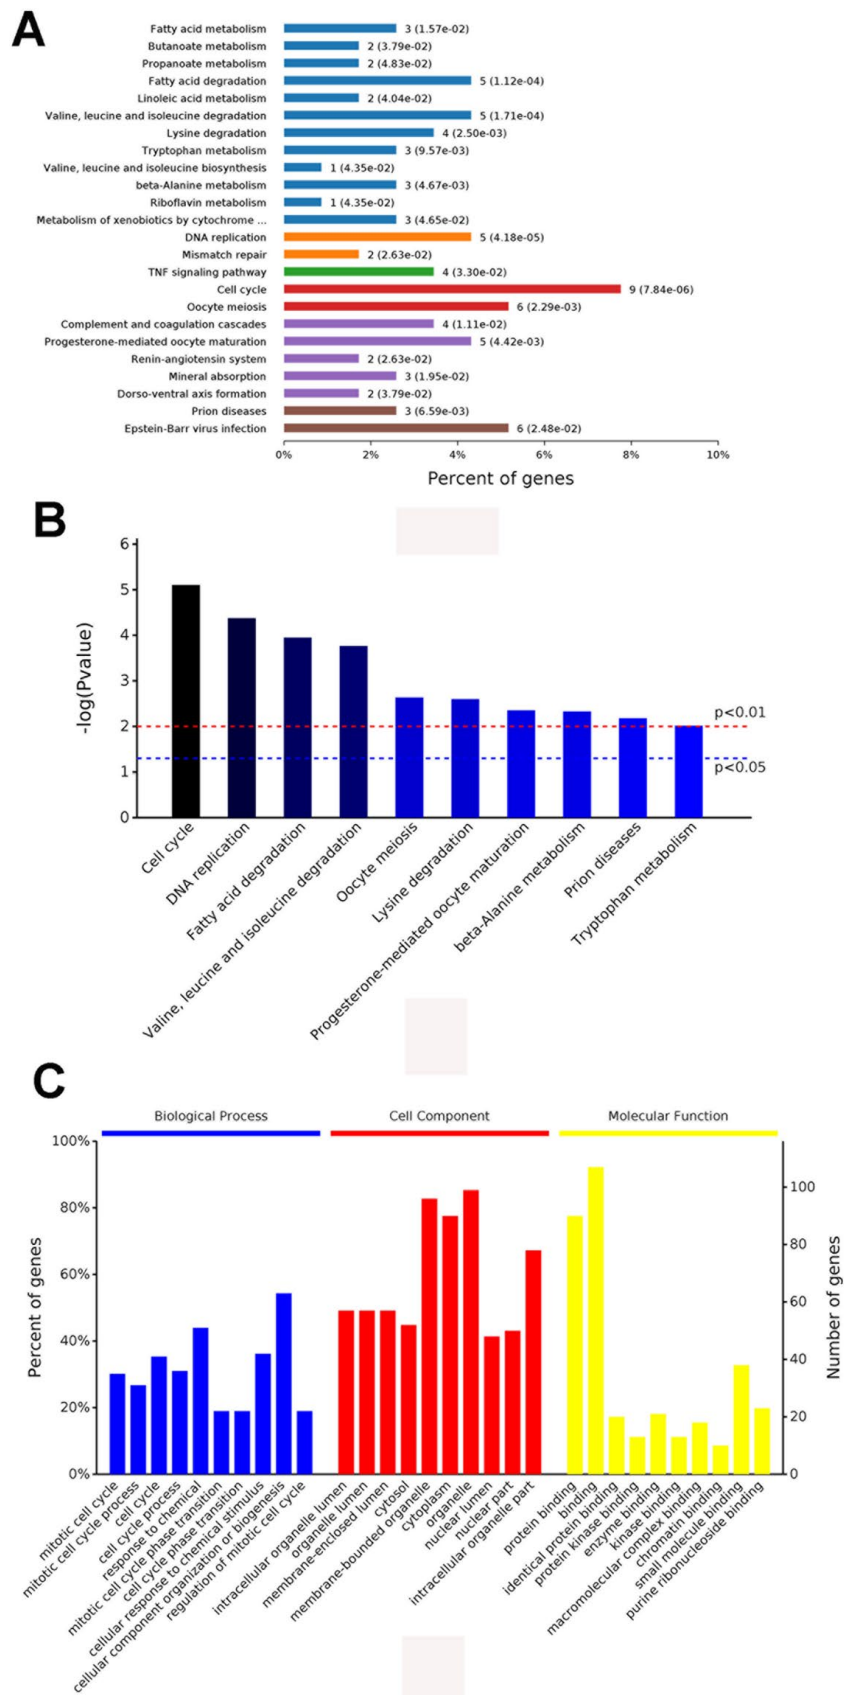 A
Fatty acid metabolism 3 (1.57e-02)
Butanoate metabolism 2 (3.79e-02)
Propanoate metabolism 2 (4.83e-02)
Fatty acid degradation 5 (1.12e-04)
Linoleic acid metabolism 2 (4.04e-02)
Valine, leucine and isoleucine degradation 5 (1.71e-04)
Lysine degradation 4 (2.50e-03)
Tryptophan metabolism 3 (9.57e-03)
Valine, leucine and isoleucine biosynthesis 1 (4.35e-02)
beta-Alanine metabolism 3 (4.67e-03)
Riboflavin metabolism 1 (4.35e-02)
Metabolism of xenobiotics by cytochrome ... 3 (4.65e-02)
DNA replication 5 (4.18e-05)
Mismatch repair 2 (2.63e-02)
TNF signaling pathway 4 (3.30e-02)
Cell cycle 9 (7.84e-06)
Oocyte meiosis 6 (2.29e-03)
Complement and coagulation cascades 4 (1.11e-02)
Progesterone-mediated oocyte maturation 5 (4.42e-03)
Renin-angiotensin system 2 (2.63e-02)
Mineral absorption 3 (1.95e-02)
Dorso-ventral axis formation 2 (3.79e-02)
Prion diseases 3 (6.59e-03)
Epstein-Barr virus infection 6 (2.48e-02)
0% 2% 4% 6% 8% 10%
Percent of genes
B
6
5
4
3
2
1
0
-log(Pvalue)
p<0.01
p<0.05
Cell cycle
DNA replication
Fatty acid degradation
Valine, leucine and isoleucine degradation
Oocyte meiosis
Lysine degradation
Progesterone-mediated oocyte maturation
beta-Alanine metabolism
Prion diseases
Tryptophan metabolism
C
Biological Process Cell Component Molecular Function
100%
80%
60%
40%
20%
0%
Percent of genes
100
80
60
40
20
0
Number of genes
mitotic cell cycle
mitotic cell cycle process
cell cycle
cell cycle process
response to chemical
mitotic cell cycle phase transition
cell cycle phase transition
cellular response to chemical stimulus
cellular component organization or biogenesis
regulation of mitotic cell cycle
intracellular organelle lumen
organelle lumen
membrane-enclosed lumen
cytosol
membrane-bounded organelle
cytoplasm
organelle
nuclear lumen
nuclear part
intracellular organelle part
protein binding
binding
identical protein binding
protein kinase binding
enzyme binding
kinase binding
macromolecular complex binding
chromatin binding
small molecule binding
purine ribonucleoside binding